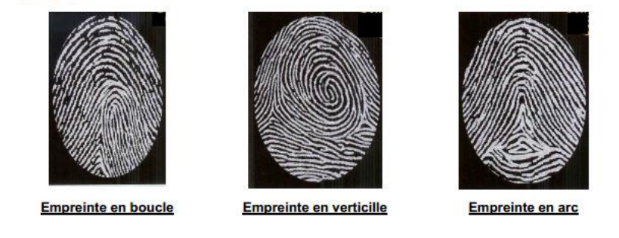 Empreinte en boucle
Empreinte en verticille
Empreinte en arc